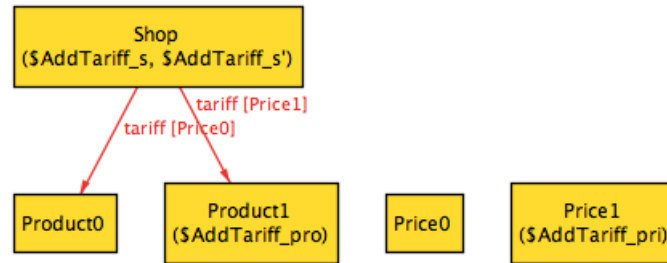 Shop
($AddTariff_s, $AddTariff_s')
tariff [Price1]
tariff [Price0]
Product0
Product1
($AddTariff_pro)
Price0
Price1
($AddTariff_pri)